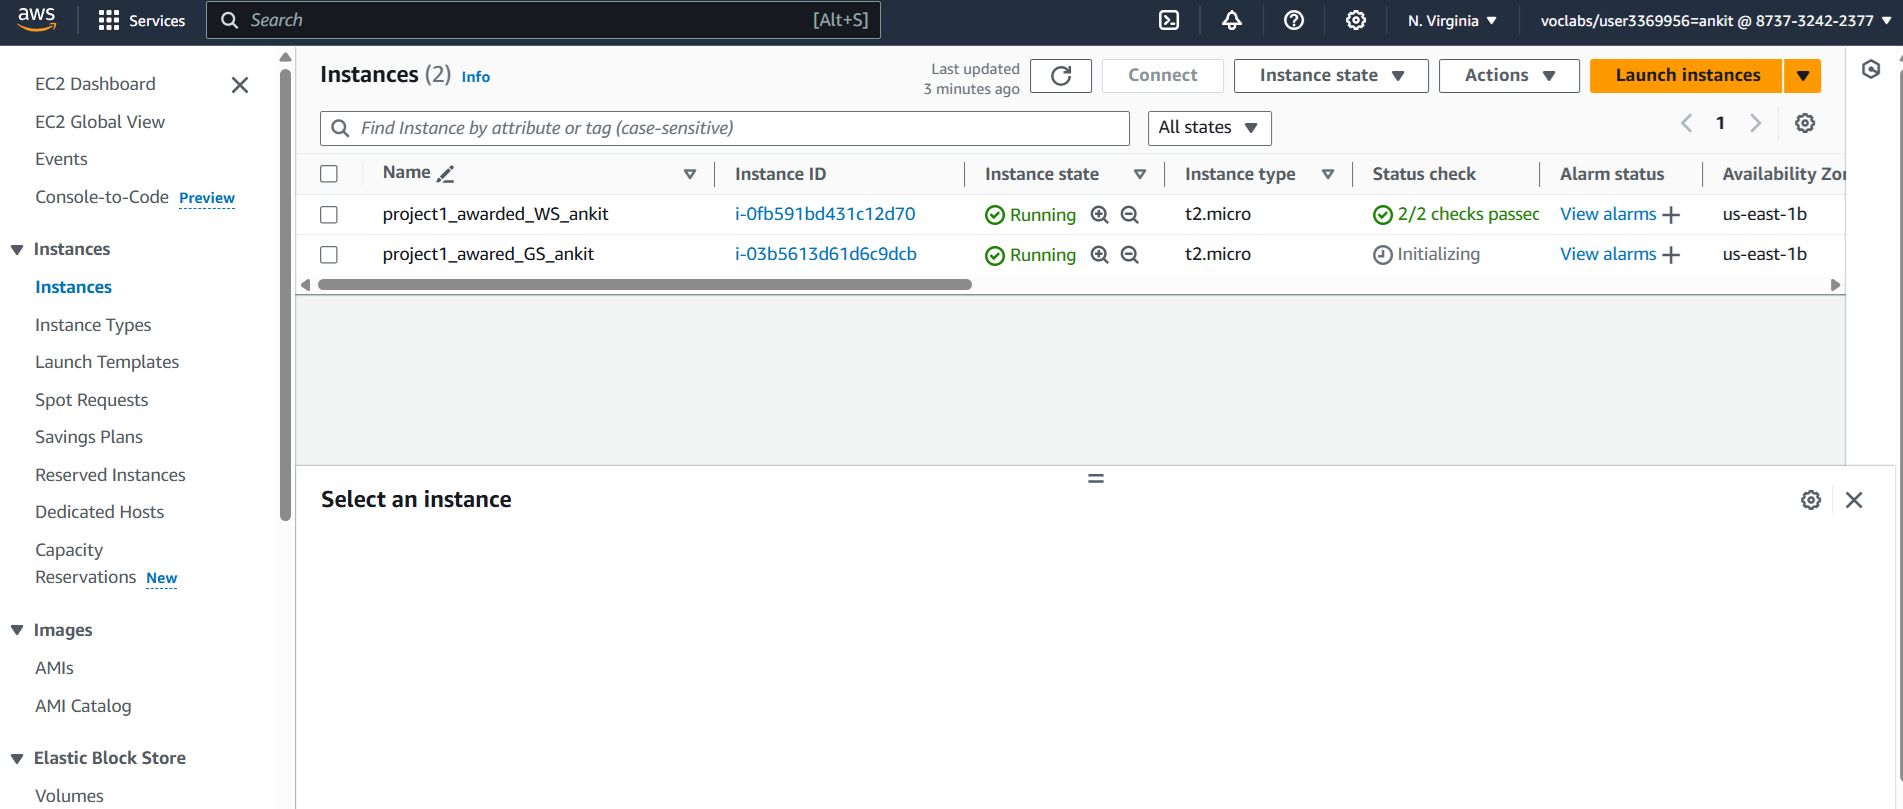 aws
Services
Search [Alt+S]
N. Virginia
voclabs/user3369956=ankit @ 8737-3242-2377
EC2 Dashboard
EC2 Global View
Events
Console-to-Code Preview
Instances
Instances
Instance Types
Launch Templates
Spot Requests
Savings Plans
Reserved Instances
Dedicated Hosts
Capacity
Reservations New
Images
AMIs
AMI Catalog
Elastic Block Store
Volumes
Instances (2) Info
Last updated
3 minutes ago
Connect
Instance state
Actions
Launch instances
Find Instance by attribute or tag (case-sensitive)
All states
1
Name Instance ID Instance state Instance type Status check Alarm status Availability Zo
project1_awarded_WS_ankit i-0fb591bd431c12d70 Running t2.micro 2/2 checks passec View alarms + us-east-1b
project1_awared_GS_ankit i-03b5613d61d6c9dcb Running t2.micro Initializing View alarms + us-east-1b
Select an instance